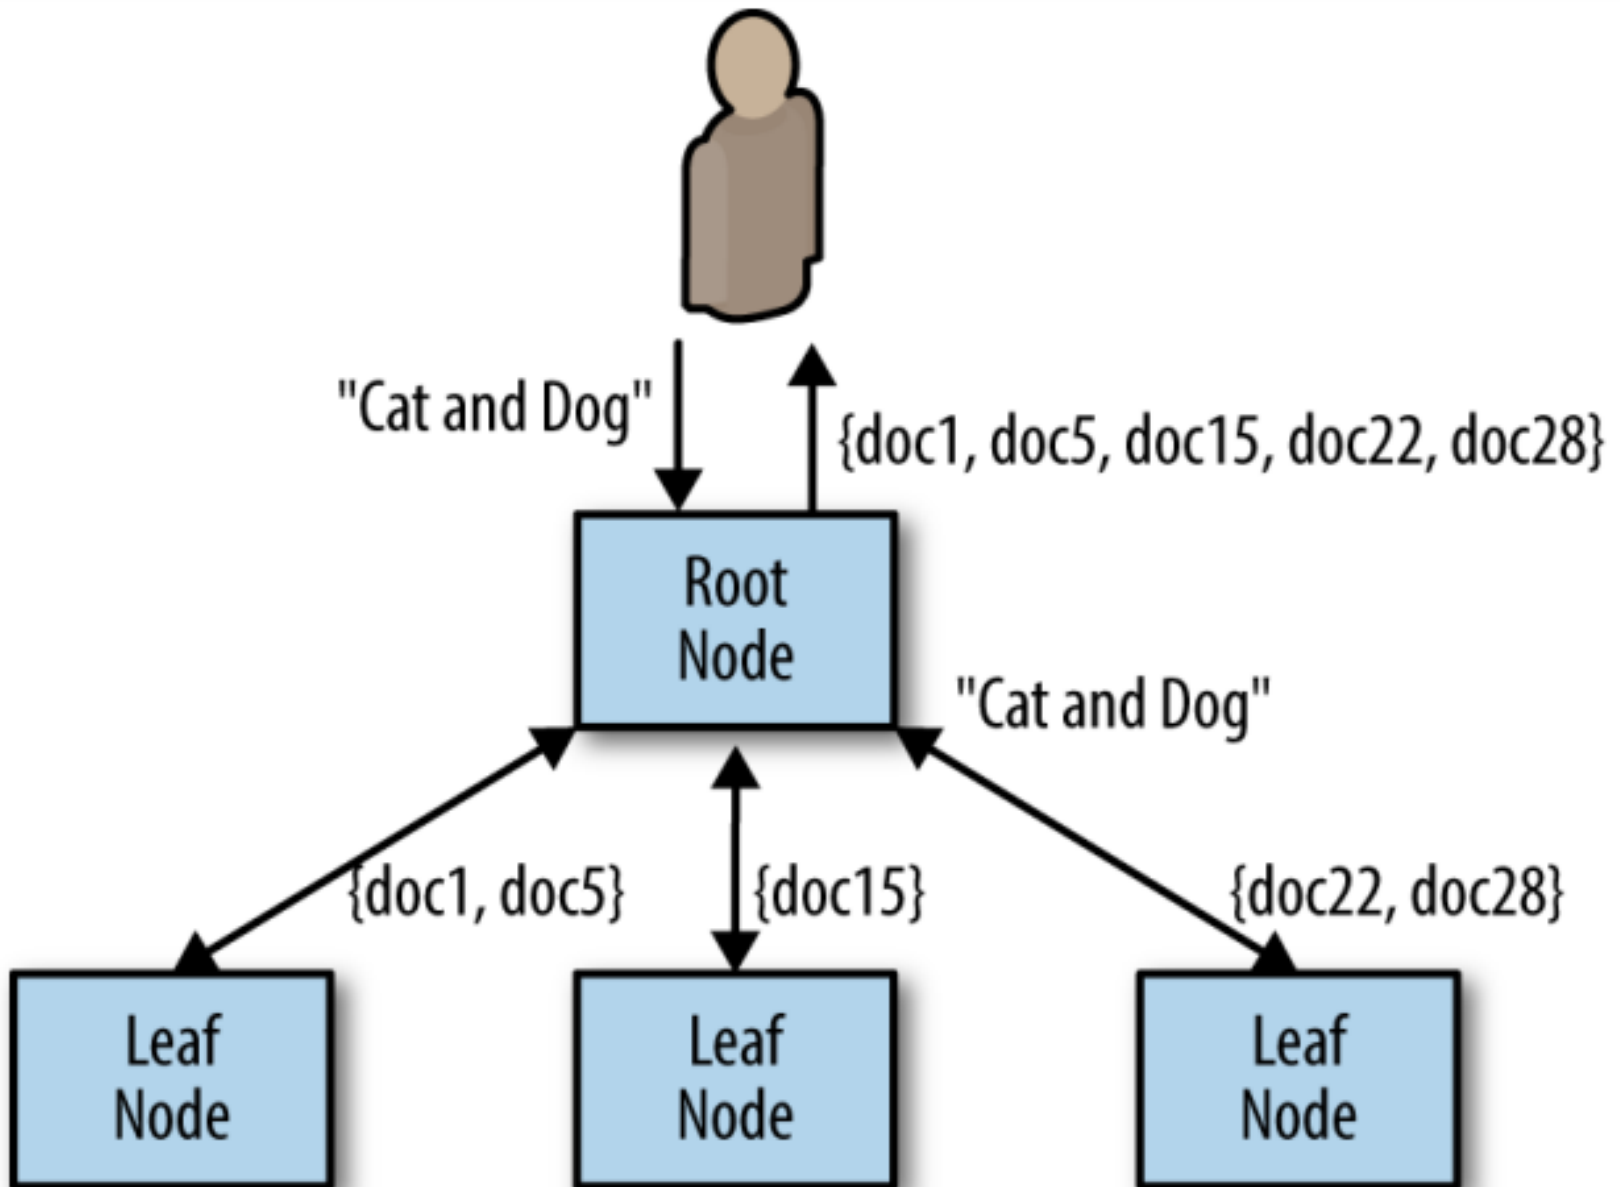 "Cat and Dog"
{doc1, doc5, doc15, doc22, doc28}
Root
Node
"Cat and Dog"
{doc1, doc5}
{doc15}
{doc22, doc28}
Leaf
Node
Leaf
Node
Leaf
Node